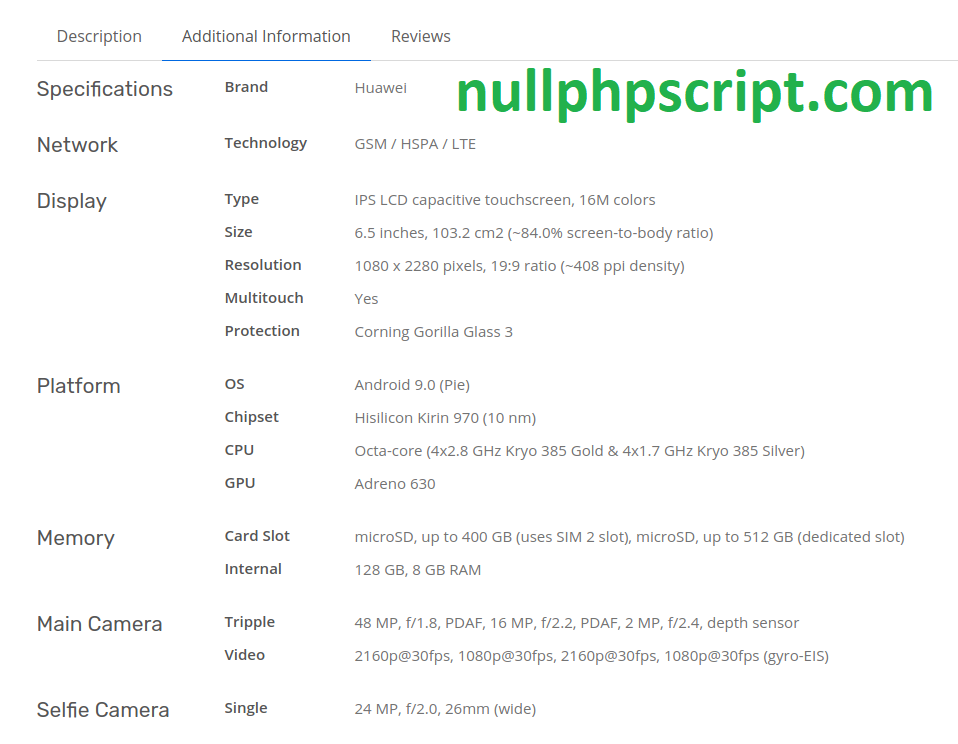 Description Additional Information Reviews
nullphpscript.com
Specifications Brand Huawei
Network Technology GSM / HSPA / LTE
Display Type IPS LCD capacitive touchscreen, 16M colors
Size 6.5 inches, 103.2 cm2 (~84.0% screen-to-body ratio)
Resolution 1080 x 2280 pixels, 19:9 ratio (~408 ppi density)
Multitouch Yes
Protection Corning Gorilla Glass 3
Platform OS Android 9.0 (Pie)
Chipset Hisilicon Kirin 970 (10 nm)
CPU Octa-core (4x2.8 GHz Kryo 385 Gold & 4x1.7 GHz Kryo 385 Silver)
GPU Adreno 630
Memory Card Slot microSD, up to 400 GB (uses SIM 2 slot), microSD, up to 512 GB (dedicated slot)
Internal 128 GB, 8 GB RAM
Main Camera Tripple 48 MP, f/1.8, PDAF, 16 MP, f/2.2, PDAF, 2 MP, f/2.4, depth sensor
Video 2160p@30fps, 1080p@30fps, 2160p@30fps, 1080p@30fps (gyro-EIS)
Selfie Camera Single 24 MP, f/2.0, 26mm (wide)